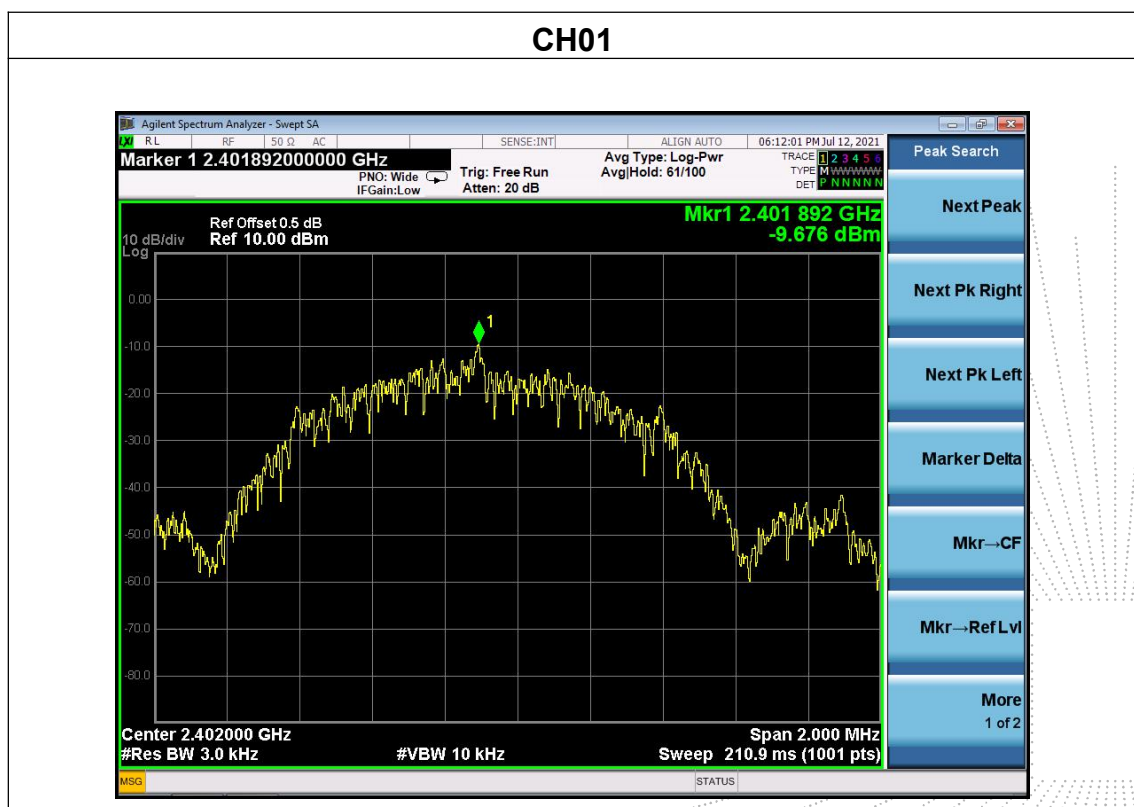 CH01
Agilent Spectrum Analyzer - Swept SA
LXI RL RF 50 Ω AC SENSE:INT ALIGN AUTO 06:12:01 PM Jul 12, 2021
Marker 1 2.401892000000 GHz
PNO: Wide
IFGain:Low
Trig: Free Run
Atten: 20 dB
Avg Type: Log-Pwr
Avg|Hold: 61/100
TRACE 1 2 3 4 5 6
TYPE M W W W W W
DET P N N N N N
Mkr1 2.401 892 GHz
-9.676 dBm
Ref Offset 0.5 dB
10 dB/div Ref 10.00 dBm
Log
1
0.00
-10.0
-20.0
-30.0
-40.0
-50.0
-60.0
-70.0
-80.0
Center 2.402000 GHz Span 2.000 MHz
#Res BW 3.0 kHz #VBW 10 kHz Sweep 210.9 ms (1001 pts)
MSG STATUS
Peak Search
Next Peak
Next Pk Right
Next Pk Left
Marker Delta
Mkr→CF
Mkr→Ref Lvl
More
1 of 2